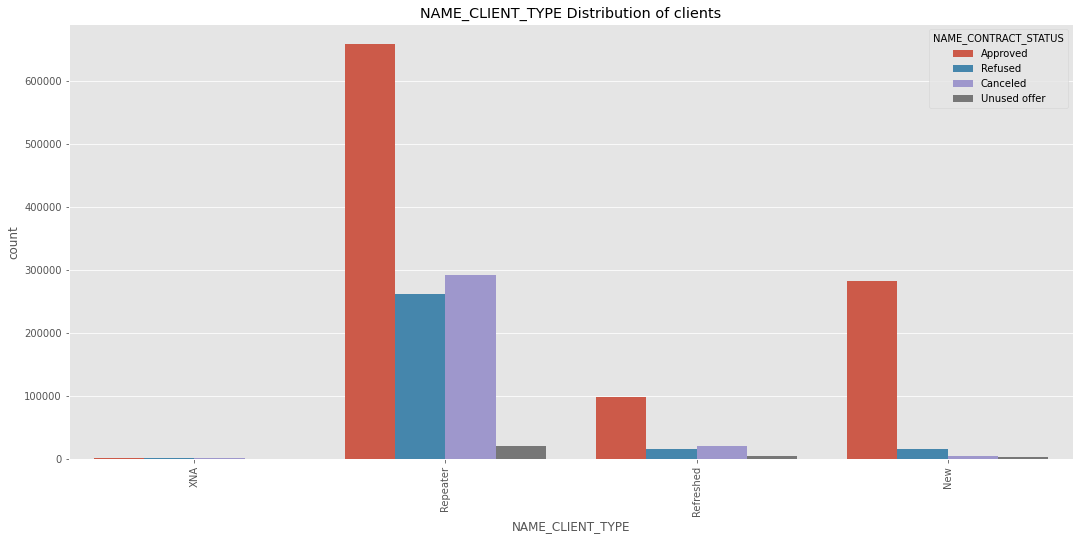 NAME_CLIENT_TYPE Distribution of clients
NAME_CONTRACT_STATUS
Approved
Refused
Canceled
Unused offer
600000
500000
400000
300000
200000
100000
0
count
XNA
Repeater
Refreshed
New
NAME_CLIENT_TYPE